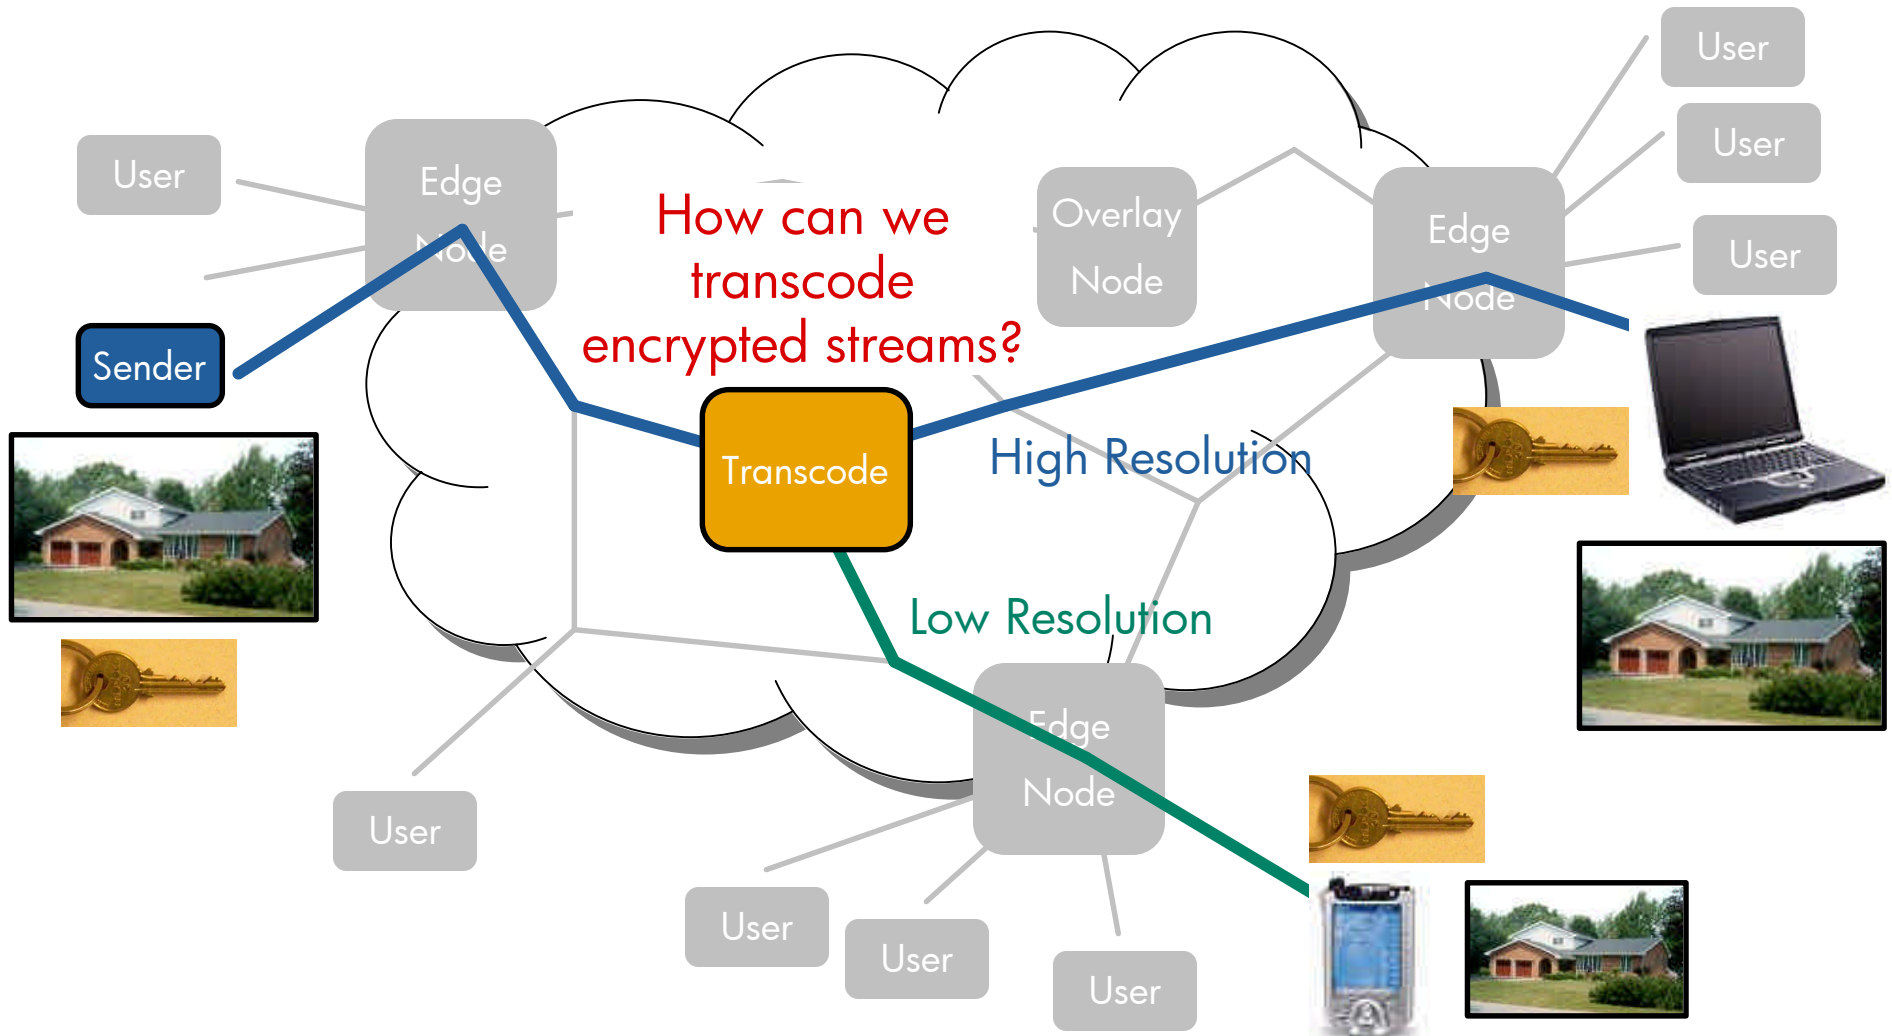 User
User
User
Edge
Node
How can we
transcode
encrypted streams?
Overlay
Node
Edge
Node
User
Sender
Transcode
High Resolution
Low Resolution
Edge
Node
User
User
User
User